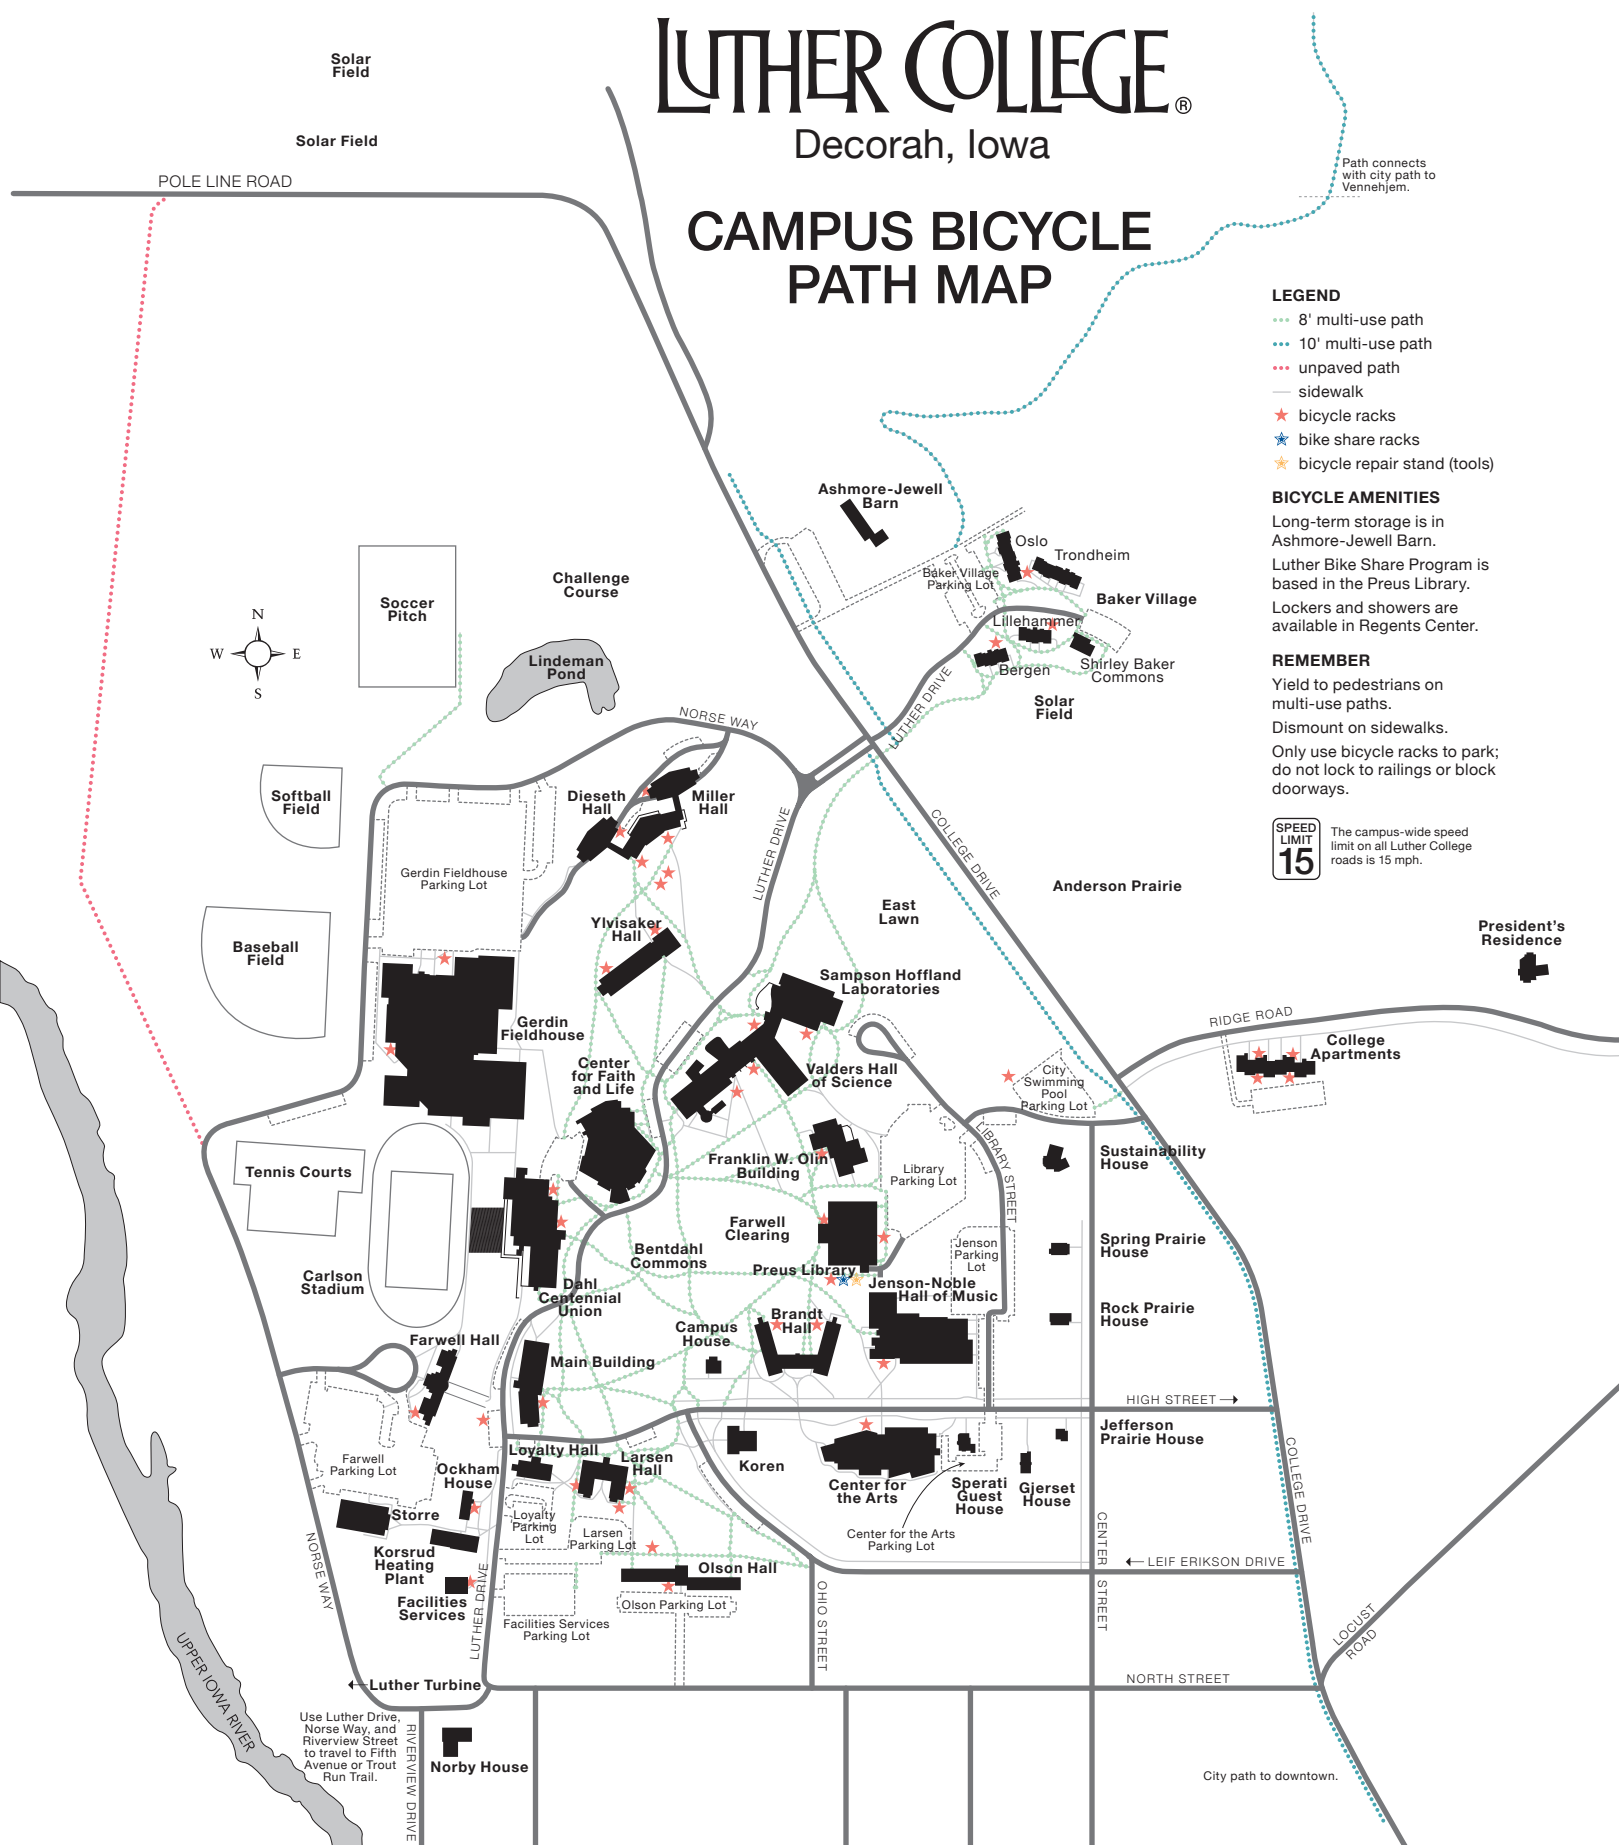 LUTHER COLLEGE®
Decorah, Iowa
CAMPUS BICYCLE
PATH MAP
Solar
Field
Solar Field
POLE LINE ROAD
Path connects
with city path to
Vennehjem.
LEGEND
8' multi-use path
10' multi-use path
unpaved path
sidewalk
bicycle racks
bike share racks
bicycle repair stand (tools)
BICYCLE AMENITIES
Long-term storage is in
Ashmore-Jewell Barn.
Luther Bike Share Program is
based in the Preus Library.
Lockers and showers are
available in Regents Center.
REMEMBER
Yield to pedestrians on
multi-use paths.
Dismount on sidewalks.
Only use bicycle racks to park;
do not lock to railings or block
doorways.
SPEED
LIMIT
15
The campus-wide speed
limit on all Luther College
roads is 15 mph.
Ashmore-Jewell
Barn
Oslo
Trondheim
Baker Village
Parking Lot
Baker Village
Lillehammer
Bergen
Shirley Baker
Commons
Solar
Field
Challenge
Course
Soccer
Pitch
N
W
E
S
Lindeman
Pond
NORSE WAY
LUTHER DRIVE
Softball
Field
Dieseth
Hall
Miller
Hall
LUTHER DRIVE
COLLEGE DRIVE
Gerdin Fieldhouse
Parking Lot
Anderson Prairie
East
Lawn
Ylvisaker
Hall
Baseball
Field
President's
Residence
Sampson Hoffland
Laboratories
Gerdin
Fieldhouse
RIDGE ROAD
College
Apartments
Center
for Faith
and Life
Valders Hall
of Science
City
Swimming
Pool
Parking Lot
LIBRARY STREET
Tennis Courts
Franklin W. Olin
Building
Library
Parking Lot
Sustainability
House
Farwell
Clearing
Bentdahl
Commons
Jenson
Parking
Lot
Spring Prairie
House
Preus Library
Carlson
Stadium
Dahl
Centennial
Union
Jenson-Noble
Hall of Music
Rock Prairie
House
Brandt
Hall
Campus
House
Farwell Hall
Main Building
HIGH STREET
Jefferson
Prairie House
Farwell
Parking Lot
Loyalty Hall
Larsen
Hall
Koren
Ockham
House
Center for
the Arts
Sperati
Guest
House
Gjerset
House
COLLEGE DRIVE
Storre
Loyalty
Parking
Lot
Larsen
Parking Lot
Center for the Arts
Parking Lot
CENTER STREET
Korsrud
Heating
Plant
NORSE WAY
LEIF ERIKSON DRIVE
Olson Hall
Facilities
Services
LUTHER DRIVE
Olson Parking Lot
OHIO STREET
Facilities Services
Parking Lot
LOCUST
ROAD
UPPER IOWA RIVER
Luther Turbine
NORTH STREET
Use Luther Drive,
Norse Way, and
Riverview Street
to travel to Fifth
Avenue or Trout
Run Trail.
RIVERVIEW DRIVE
Norby House
City path to downtown.